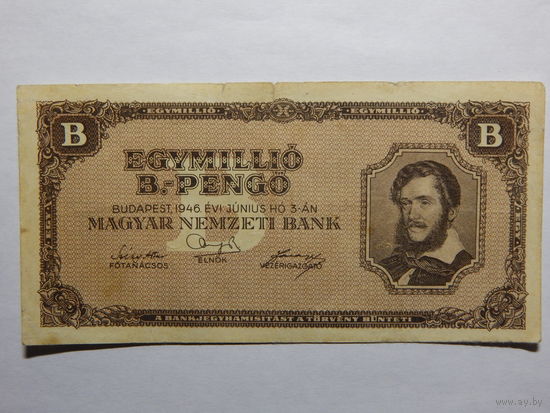 EGYMILLIÓ EGYMILLIÓ
B B
EGYMILLIÓ
B.-PENGŐ
BUDAPEST, 1946. ÉVI JÚNIUS HÓ 3-ÁN
MAGYAR NEMZETI BANK
FŐTANÁCSOS ELNÖK VEZÉRIGAZGATÓ
A BANKJEGYHAMISÍTÁST A TÖRVÉNY BÜNTETI
www.ay.by